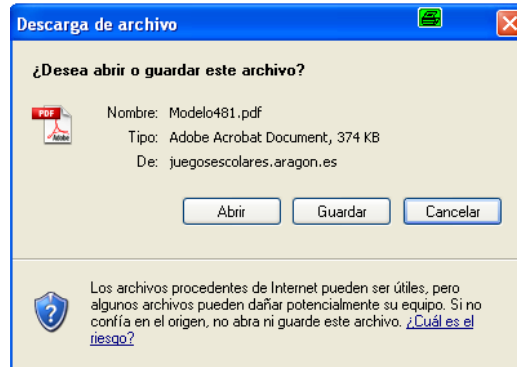 Descarga de archivo
¿Desea abrir o guardar este archivo?
PDF
Adobe
Nombre: Modelo481.pdf
Tipo: Adobe Acrobat Document, 374 KB
De: juegosescolares.aragon.es
Abrir Guardar Cancelar
Los archivos procedentes de Internet pueden ser útiles, pero
algunos archivos pueden dañar potencialmente su equipo. Si no
confía en el origen, no abra ni guarde este archivo. ¿Cuál es el
riesgo?